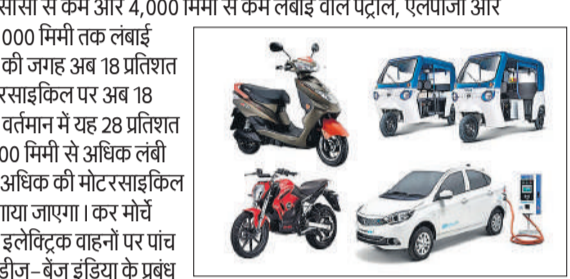 सीसी से कम और 4,000 मिमी से कम लंबाई वाले पेट्रोल, एलपीजी और
000 मिमी तक लंबाई
की जगह अब 18 प्रतिशत
रसाइकिल पर अब 18
वर्तमान में यह 28 प्रतिशत
00 मिमी से अधिक लंबी
अधिक की मोटरसाइकिल
गाया जाएगा। कर मोर्चे
इलेक्ट्रिक वाहनों पर पांच
डीज-बेंज इंडिया के प्रबंध